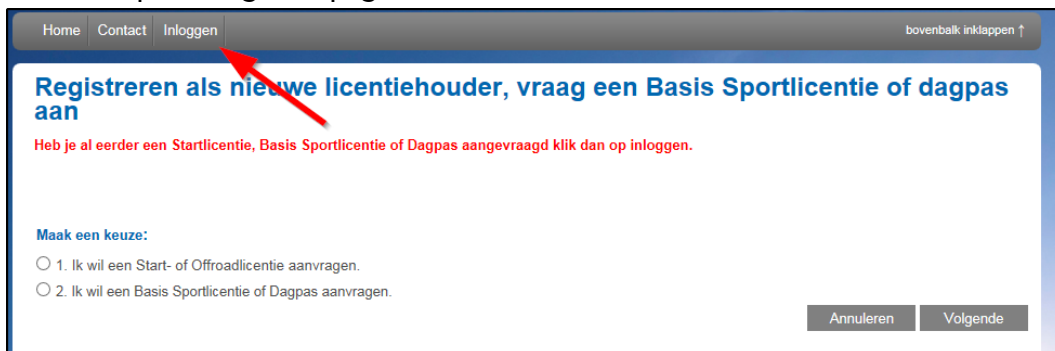 Home Contact Inloggen bovenbalk inklappen ↑
Registreren als nieuwe licentiehouder, vraag een Basis Sportlicentie of dagpas
aan
Heb je al eerder een Startlicentie, Basis Sportlicentie of Dagpas aangevraagd klik dan op inloggen.
Maak een keuze:
1. Ik wil een Start- of Offroadlicentie aanvragen.
2. Ik wil een Basis Sportlicentie of Dagpas aanvragen.
Annuleren Volgende